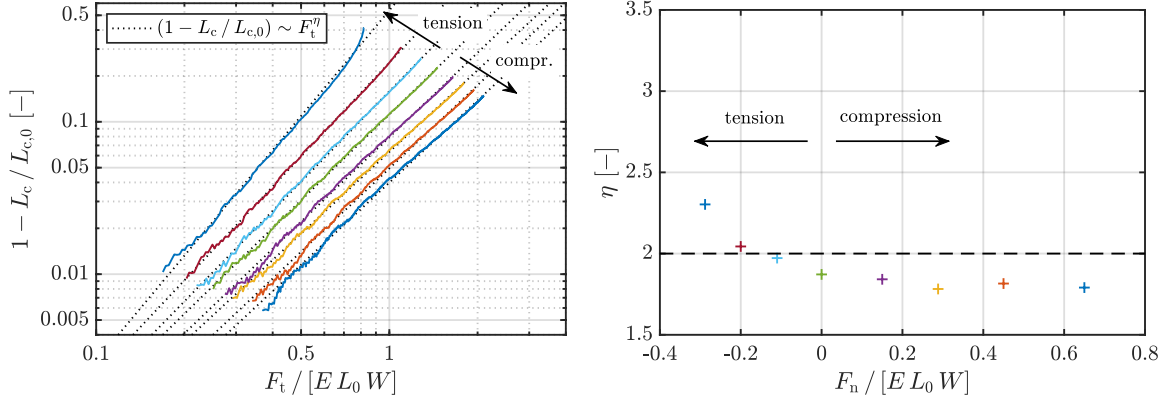 0.5
0.1
0.05
0.01
0.005
1 − L_c / L_c,0 [−]
(1 − L_c / L_c,0) ∼ F_t^η
tension
compr.
0.1
0.5
1
F_t / [E L_0 W]
3.5
3
2.5
2
1.5
η [−]
tension
compression
-0.4
-0.2
0
0.2
0.4
0.6
0.8
F_n / [E L_0 W]